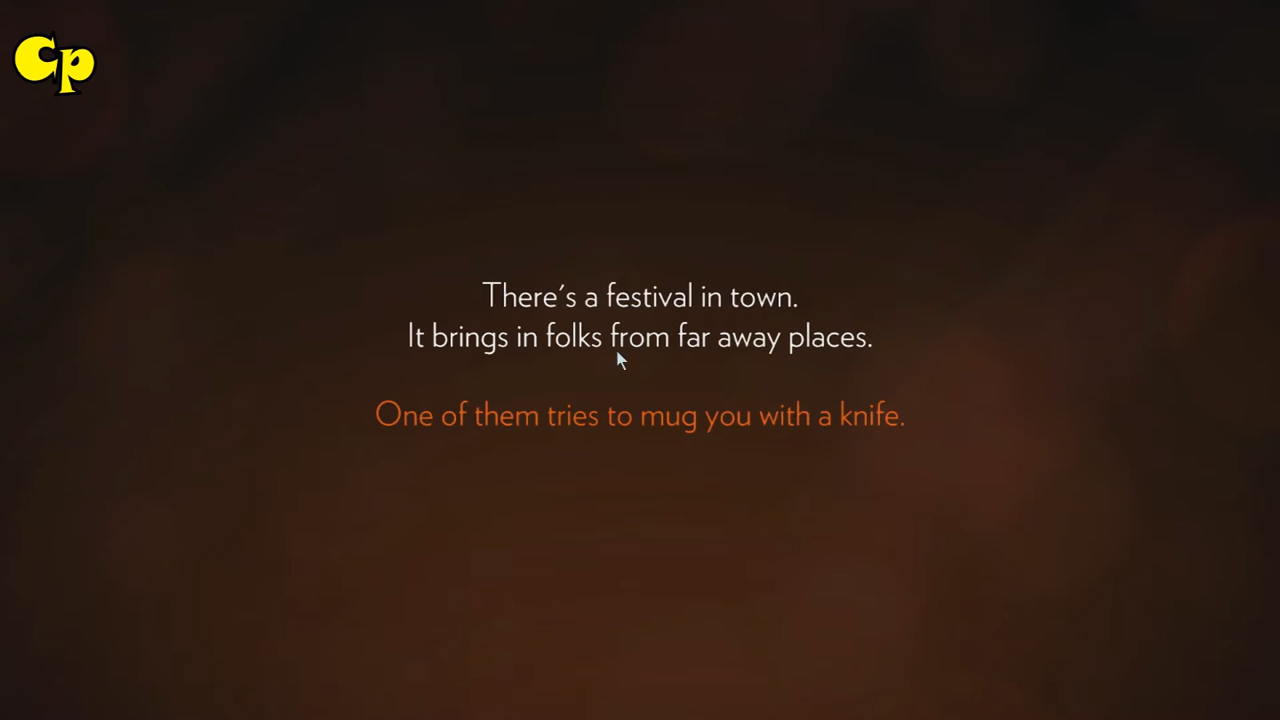 Cp
There's a festival in town.
It brings in folks from far away places.
One of them tries to mug you with a knife.